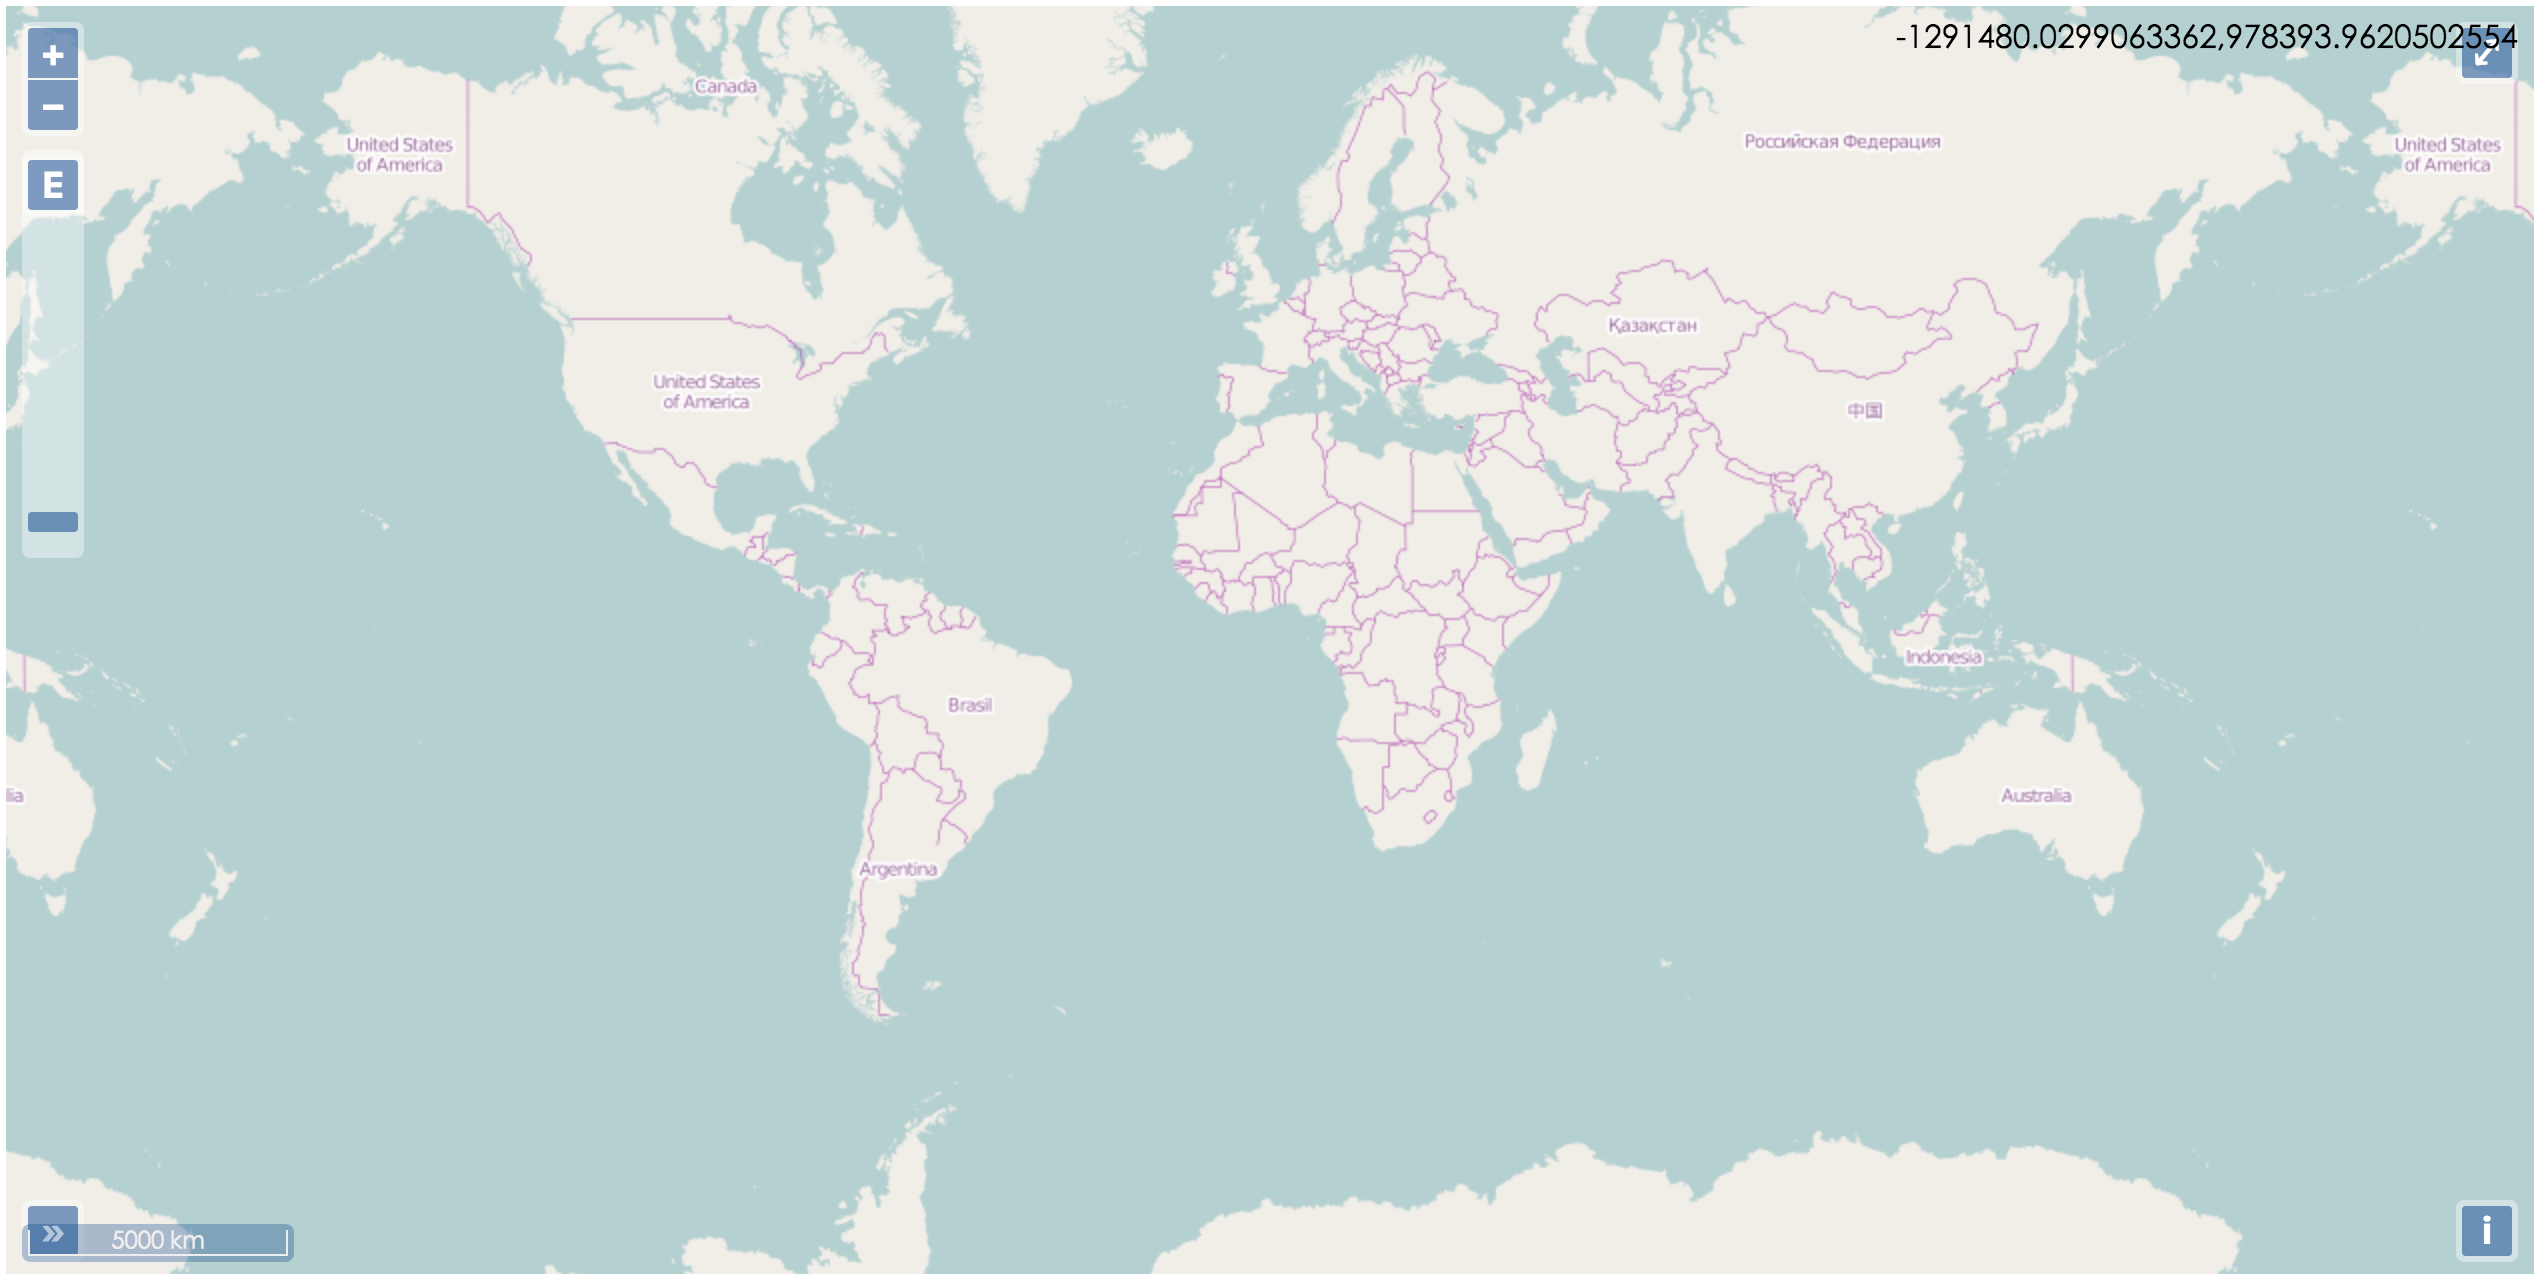 -1291480.0299063362,978393.9620502554
+
−
E
Canada
United States
of America
Российская Федерация
United States
of America
Қазақстан
United States
of America
中国
Indonesia
Brasil
lia
Australia
Argentina
»
5000 km
i